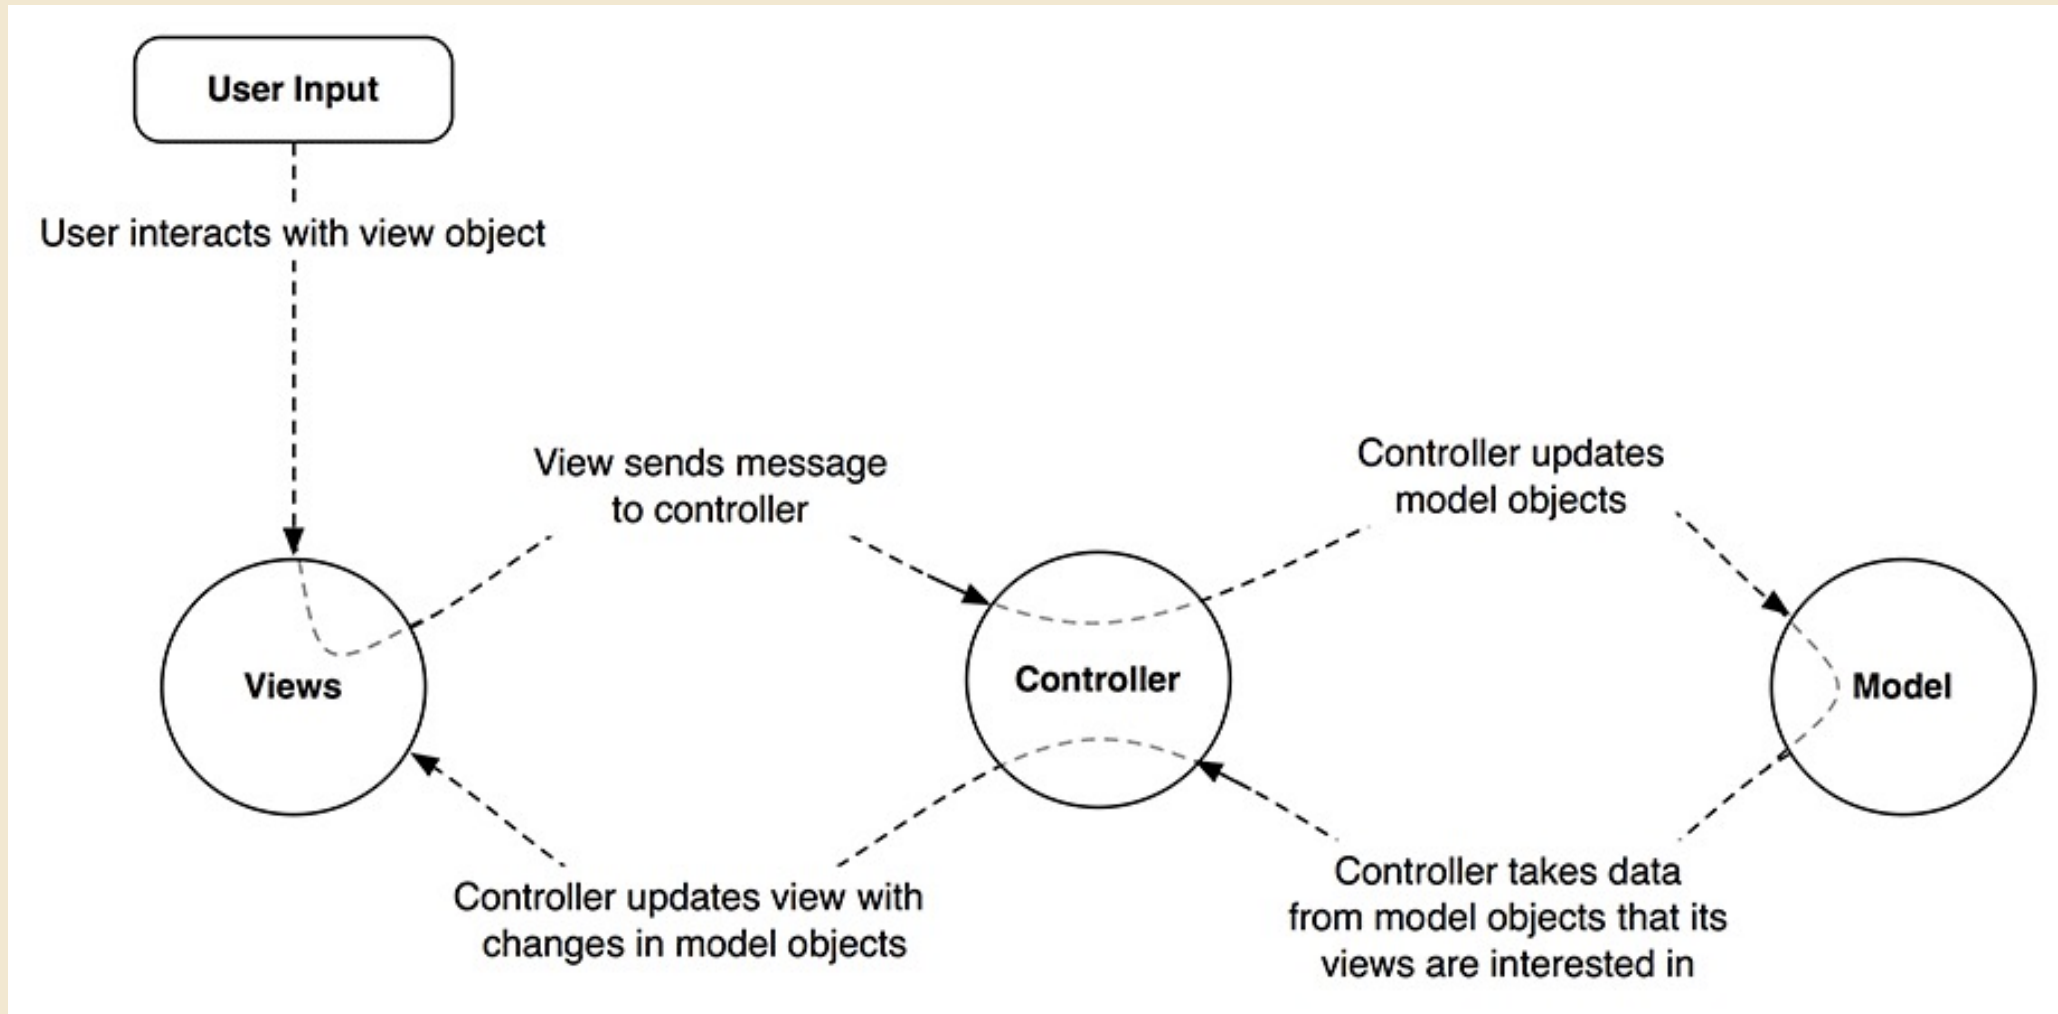 User Input
User interacts with view object
View sends message
to controller
Controller updates
model objects
Views
Controller
Model
Controller updates view with
changes in model objects
Controller takes data
from model objects that its
views are interested in